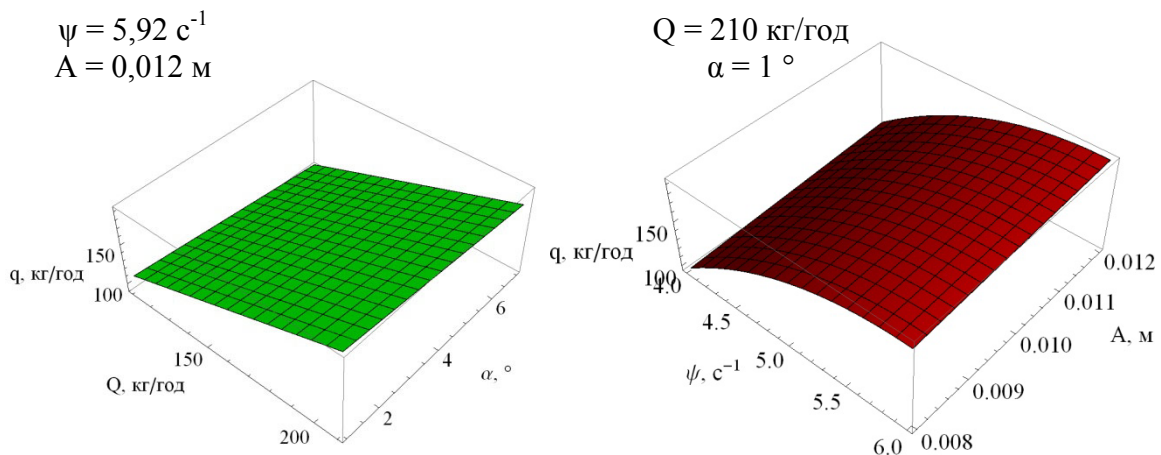 ψ = 5,92 с⁻¹
A = 0,012 м
150
q, кг/год
100
150
Q, кг/год
200
2
4
α, °
6
Q = 210 кг/год
α = 1 °
150
q, кг/год
100
4.0
4.5
ψ, с⁻¹
5.0
5.5
6.0
0.008
0.009
0.010
A, м
0.011
0.012